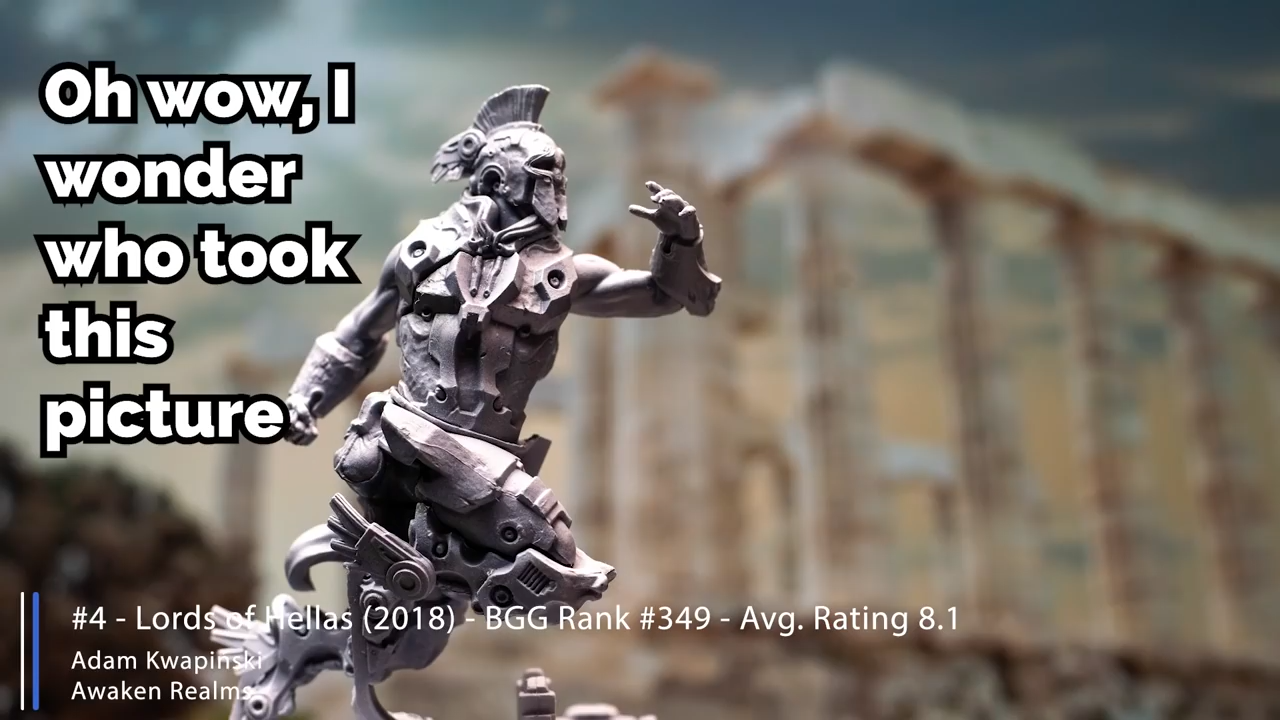 Oh wow, I
wonder
who took
this
picture
#4 - Lords of Hellas (2018) - BGG Rank #349 - Avg. Rating 8.1
Adam Kwapiński
Awaken Realms